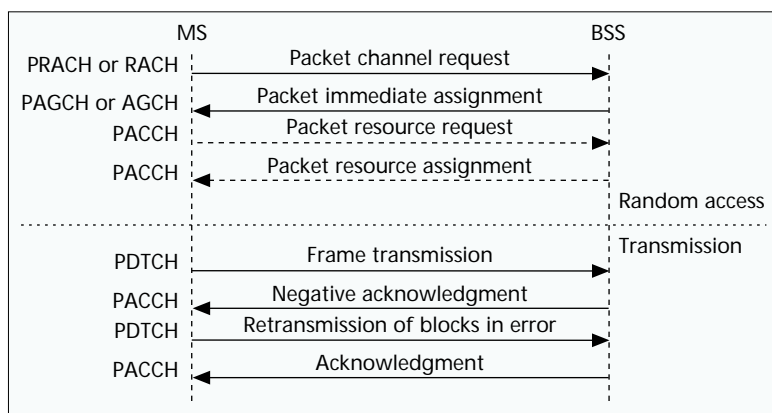 MS BSS
PRACH or RACH Packet channel request
PAGCH or AGCH Packet immediate assignment
PACCH Packet resource request
PACCH Packet resource assignment
Random access
Transmission
PDTCH Frame transmission
PACCH Negative acknowledgment
PDTCH Retransmission of blocks in error
PACCH Acknowledgment